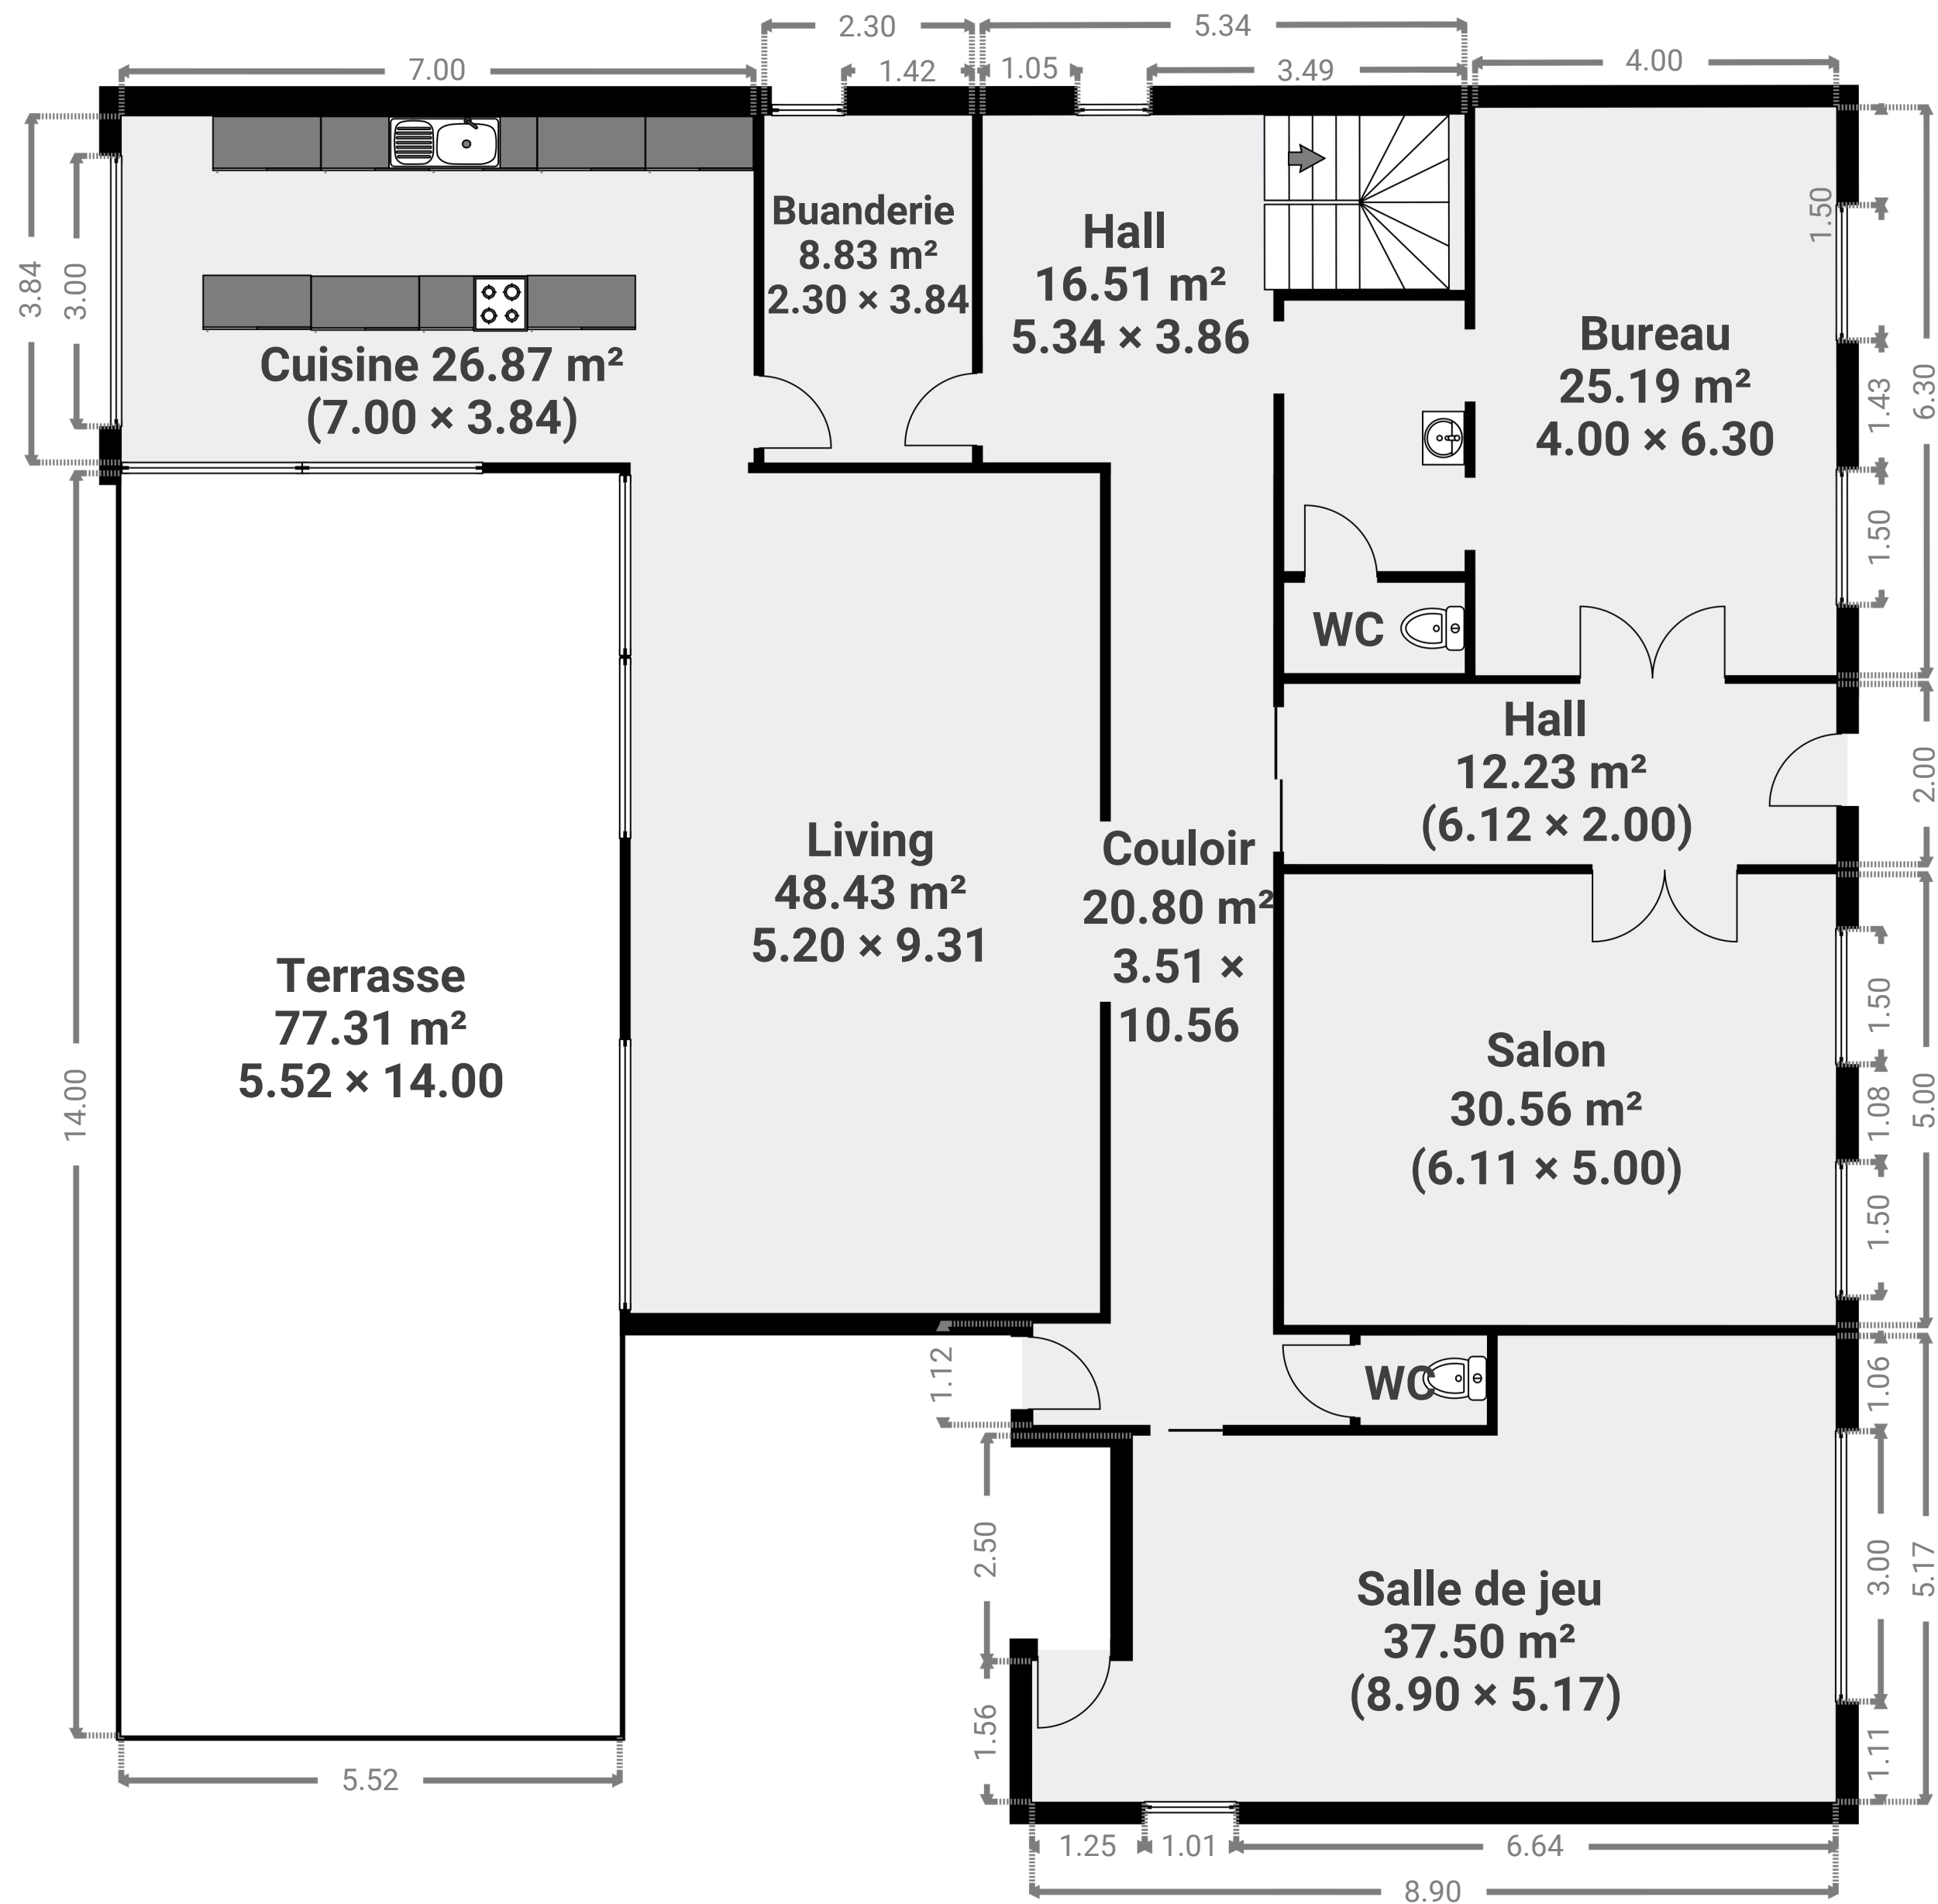 2.30
5.34
7.00
1.42
1.05
3.49
4.00
3.84
3.00
Buanderie
8.83 m²
2.30 × 3.84
Hall
16.51 m²
5.34 × 3.86
1.50
Bureau
25.19 m²
4.00 × 6.30
1.43
6.30
Cuisine 26.87 m²
(7.00 × 3.84)
1.50
WC
Hall
12.23 m²
(6.12 × 2.00)
2.00
Living
48.43 m²
5.20 × 9.31
Couloir
20.80 m²
3.51 ×
10.56
Terrasse
77.31 m²
5.52 × 14.00
14.00
Salon
30.56 m²
(6.11 × 5.00)
1.50
1.08
5.00
1.50
1.12
WC
1.06
2.50
Salle de jeu
37.50 m²
(8.90 × 5.17)
3.00
5.17
1.56
1.11
5.52
1.25
1.01
6.64
8.90